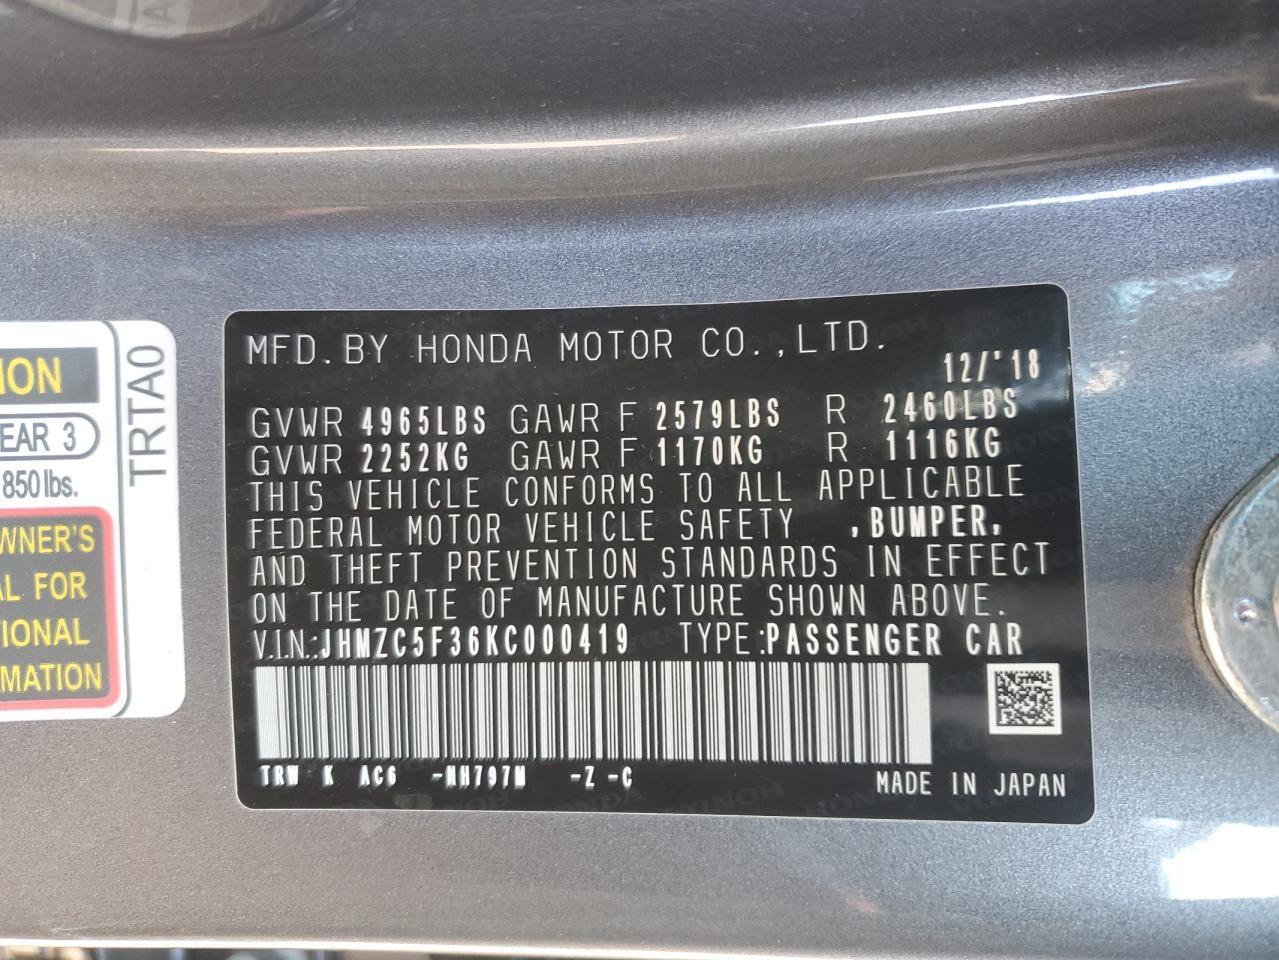 MFD. BY HONDA MOTOR CO., LTD.
12/'18
GVWR 4965LBS GAWR F 2579LBS R 2460LBS
GVWR 2252KG GAWR F 1170KG R 1116KG
THIS VEHICLE CONFORMS TO ALL APPLICABLE
FEDERAL MOTOR VEHICLE SAFETY , BUMPER,
AND THEFT PREVENTION STANDARDS IN EFFECT
ON THE DATE OF MANUFACTURE SHOWN ABOVE.
V.I.N.: JHMZC5F36KC000419 TYPE: PASSENGER CAR
TRW K AC6 -NH797M -Z -C
MADE IN JAPAN
ION
EAR 3
850 lbs.
WNER'S
L FOR
TIONAL
MATION
TRTA0